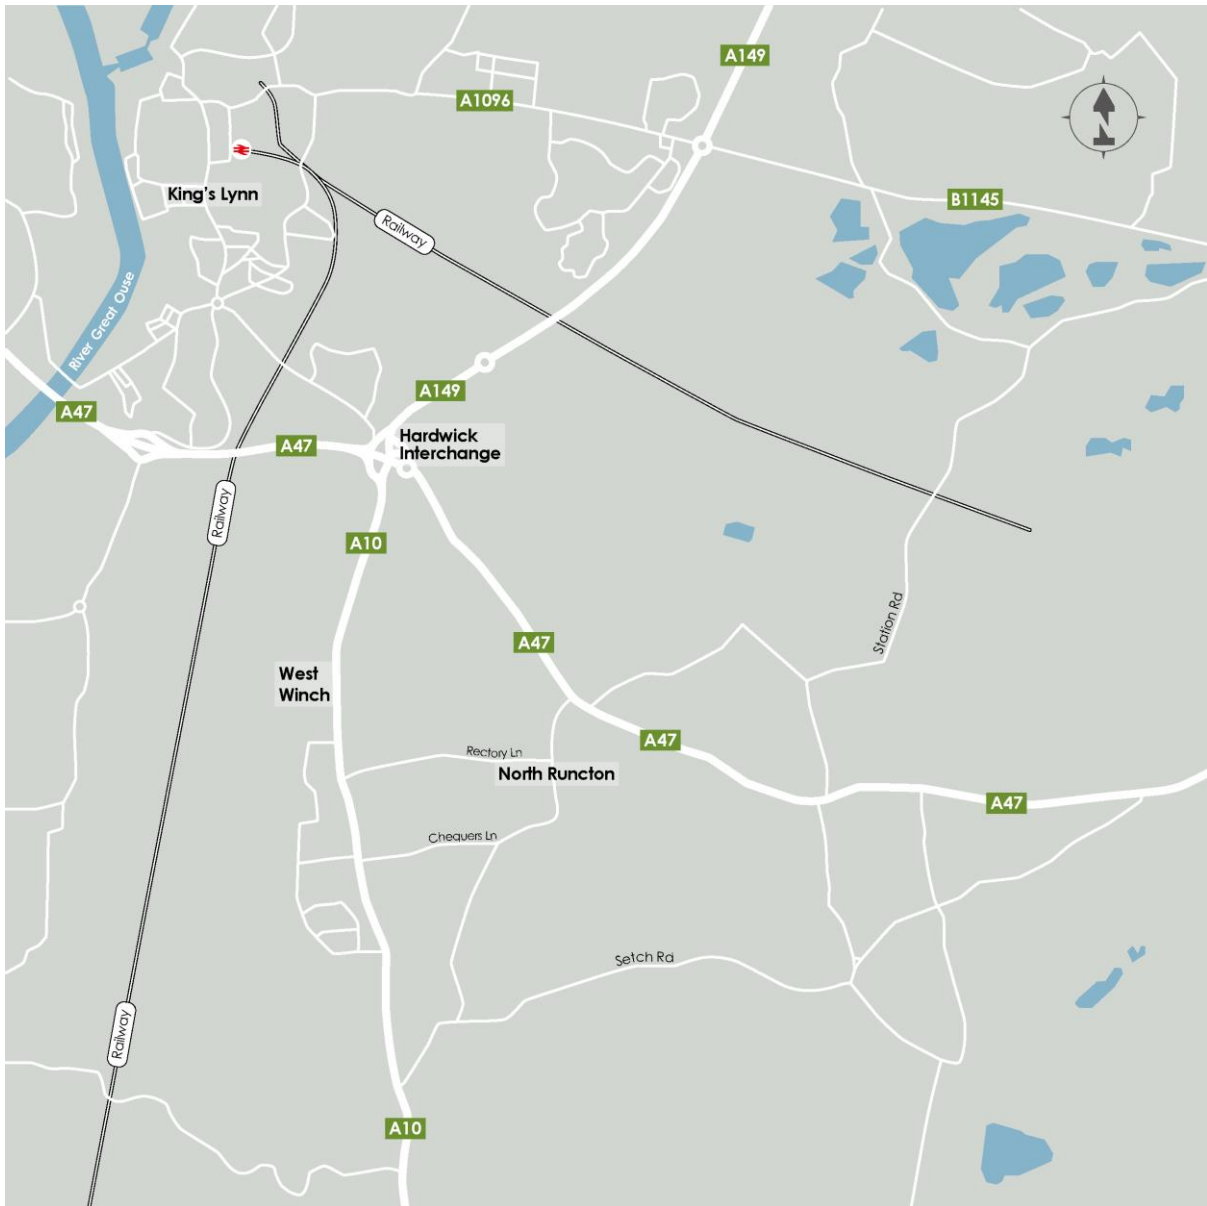 A149
A1096
King's Lynn
B1145
Railway
River Great Ouse
A149
A47
A47
Hardwick
Interchange
Railway
A10
Station Rd
A47
West
Winch
A47
Rectory Ln
North Runcton
A47
Chequers Ln
Setch Rd
Railway
A10